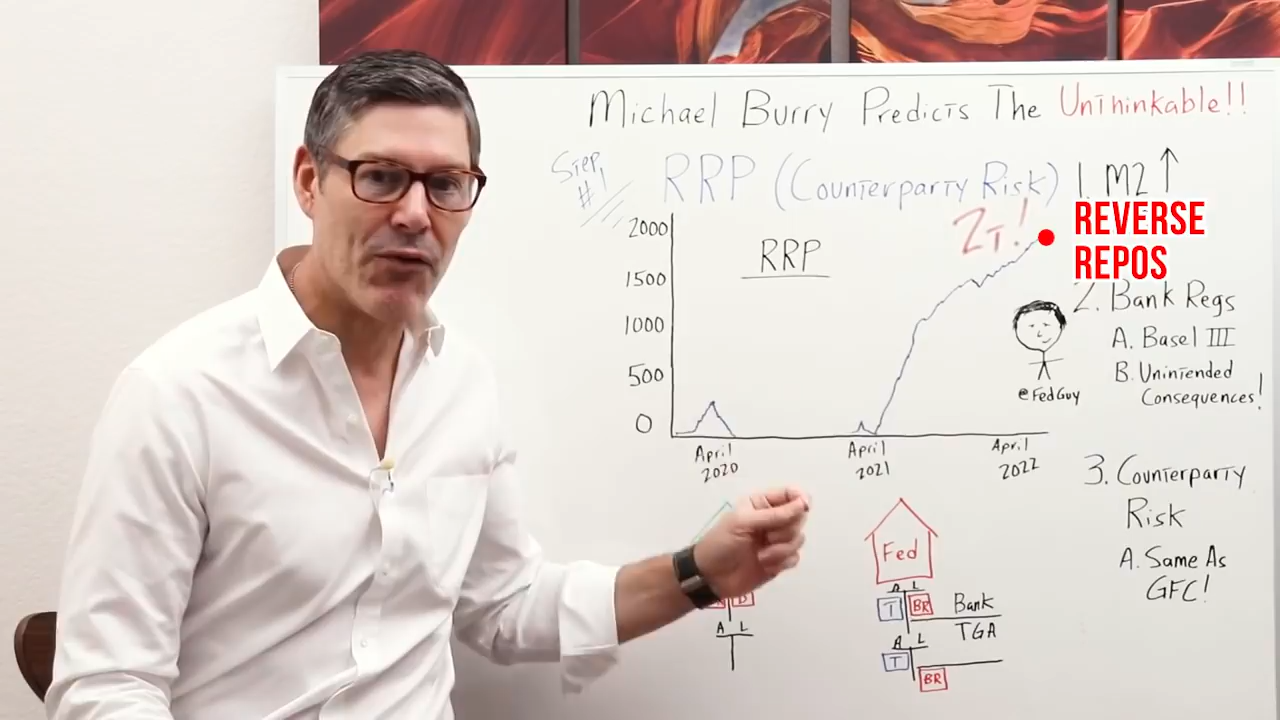 Michael Burry Predicts The Unthinkable!!
Step #1
RRP (Counterparty Risk)
2T!
RRP
2000
1500
1000
500
0
April 2020
April 2021
April 2022
1. M2 ↑
REVERSE
REPOS
2. Bank Regs
A. Basel III
B. Unintended
Consequences!
@FedGuy
3. Counterparty
Risk
A. Same As
GFC!
Fed
A L
T BR Bank
TGA
A L
T
BR
A L